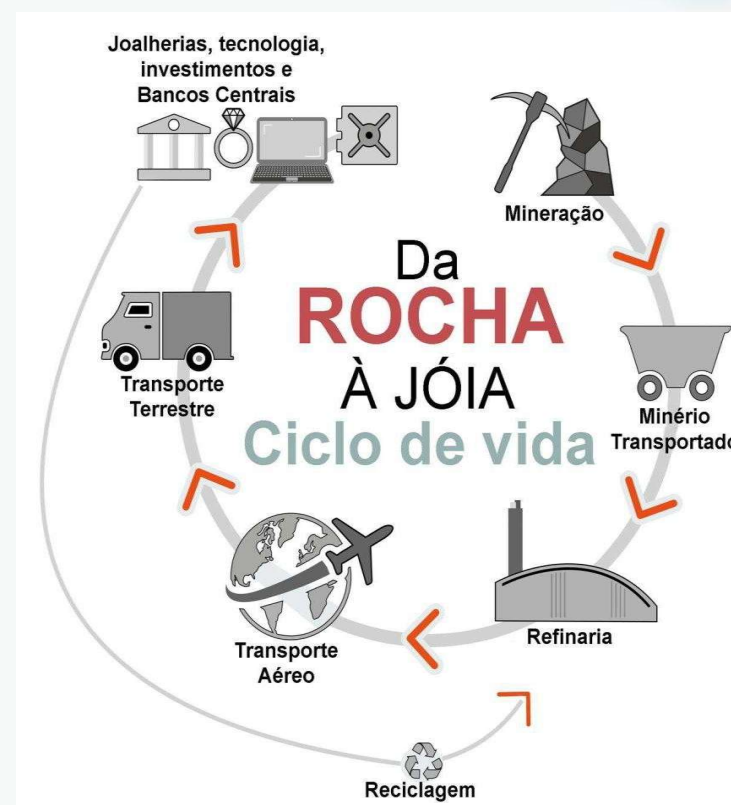 Joalherias, tecnologia,
investimentos e
Bancos Centrais
Mineração
Da
ROCHA
À JÓIA
Ciclo de vida
Transporte
Terrestre
Minério
Transportado
Refinaria
Transporte
Aéreo
Reciclagem